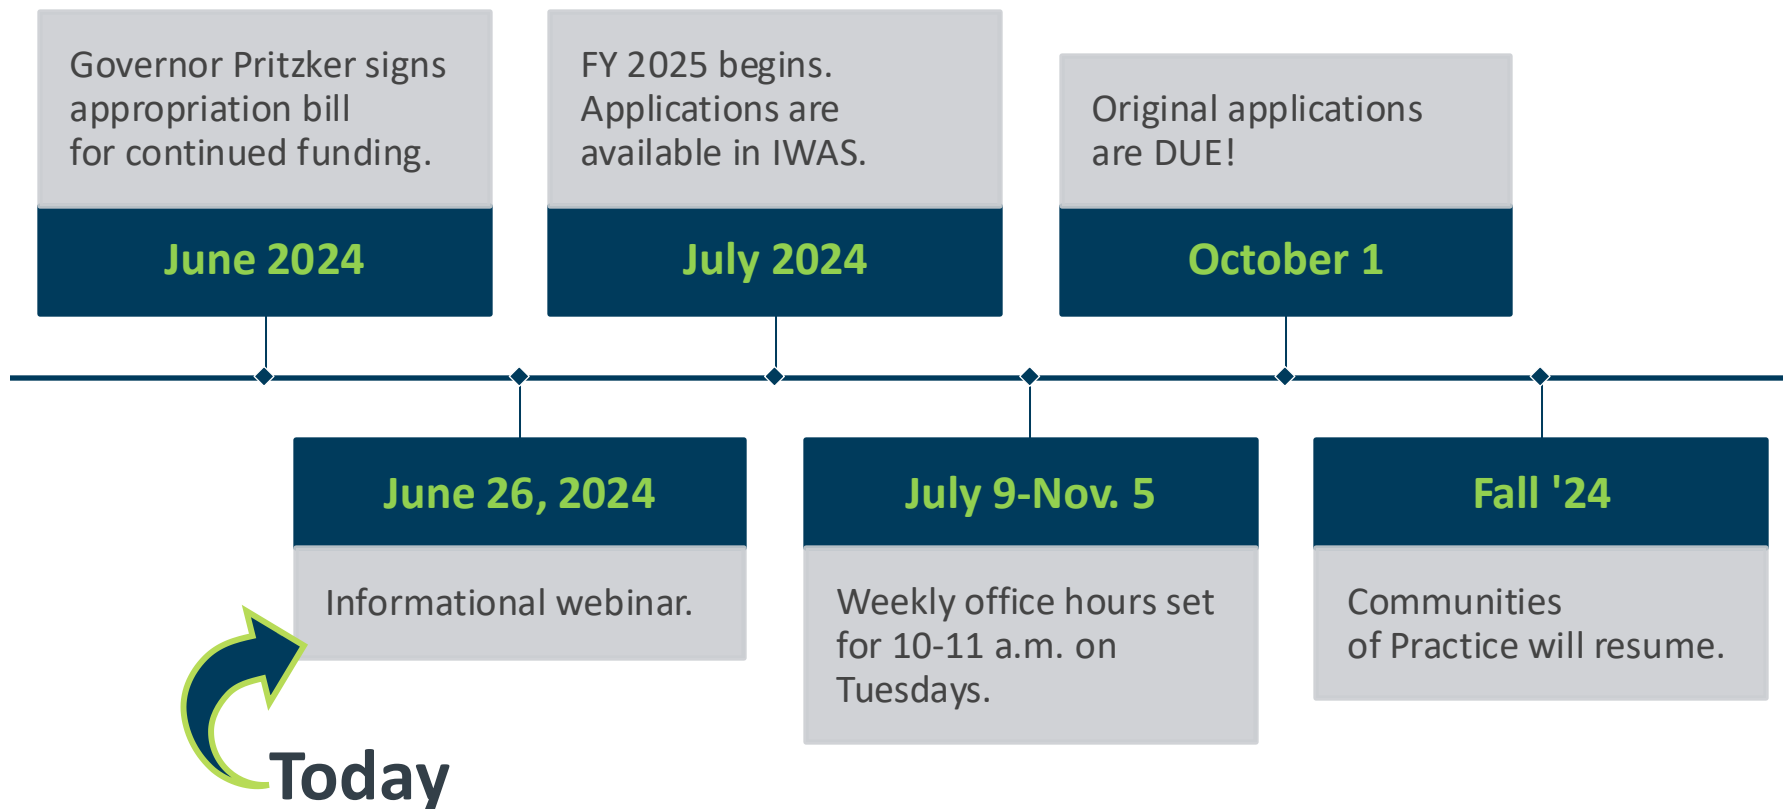 Governor Pritzker signs
appropriation bill
for continued funding.
June 2024
June 26, 2024
Informational webinar.
Today
FY 2025 begins.
Applications are
available in IWAS.
July 2024
July 9-Nov. 5
Weekly office hours set
for 10-11 a.m. on
Tuesdays.
Original applications
are DUE!
October 1
Fall '24
Communities
of Practice will resume.